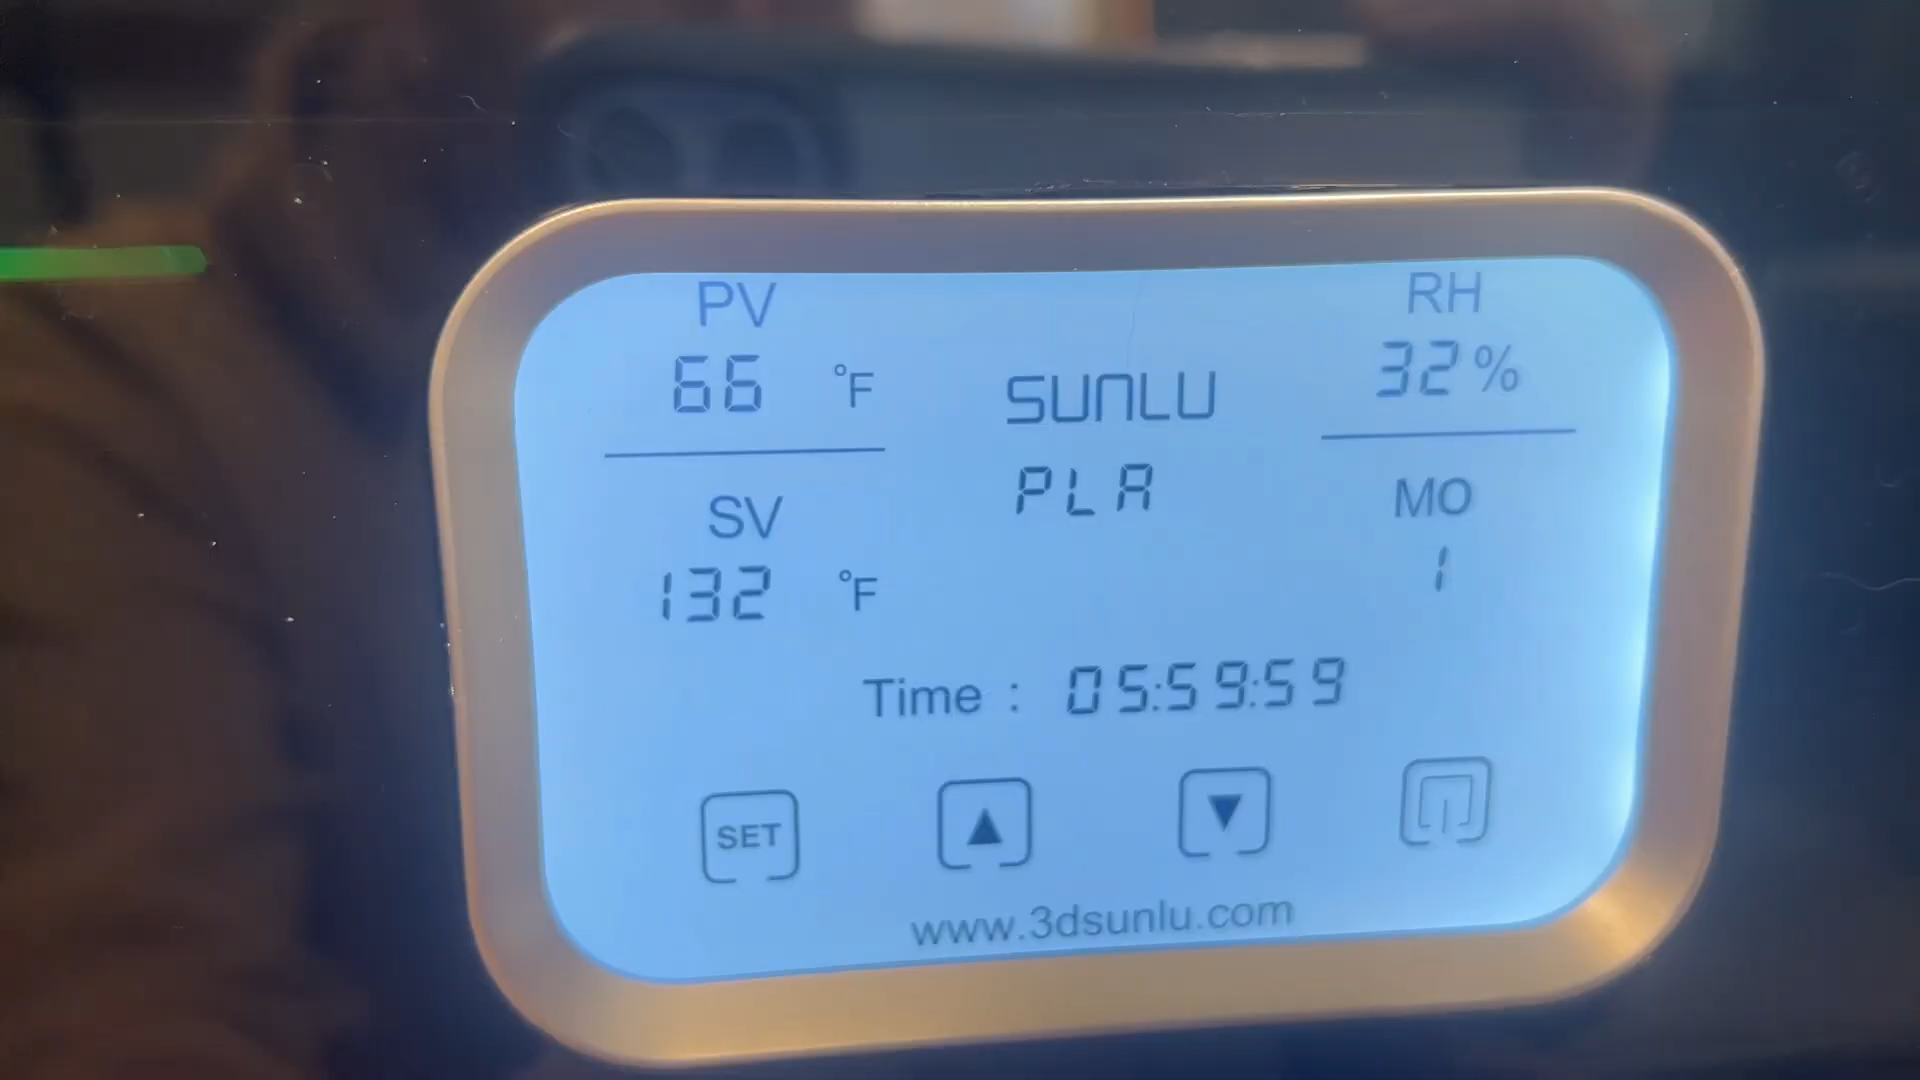 PV
66 °F
SV
132 °F
SUNLU
PLA
RH
32%
MO
1
Time : 05:59:59
SET
www.3dsunlu.com